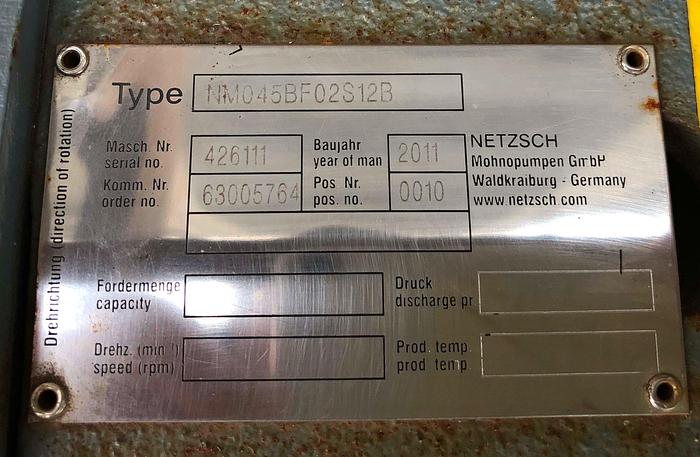 Type NM045BF02S12B
Masch. Nr. 426111 Baujahr 2011 NETZSCH
serial no. year of man Mohnopumpen GmbH
Komm. Nr. 63005764 Pos Nr. 0010 Waldkraiburg - Germany
order no. pos. no. www.netzsch.com
Fordermenge Druck
capacity discharge pr
Drehz. (min⁻¹) Prod. temp.
speed (rpm) prod temp
Drehrichtung (direction of rotation)